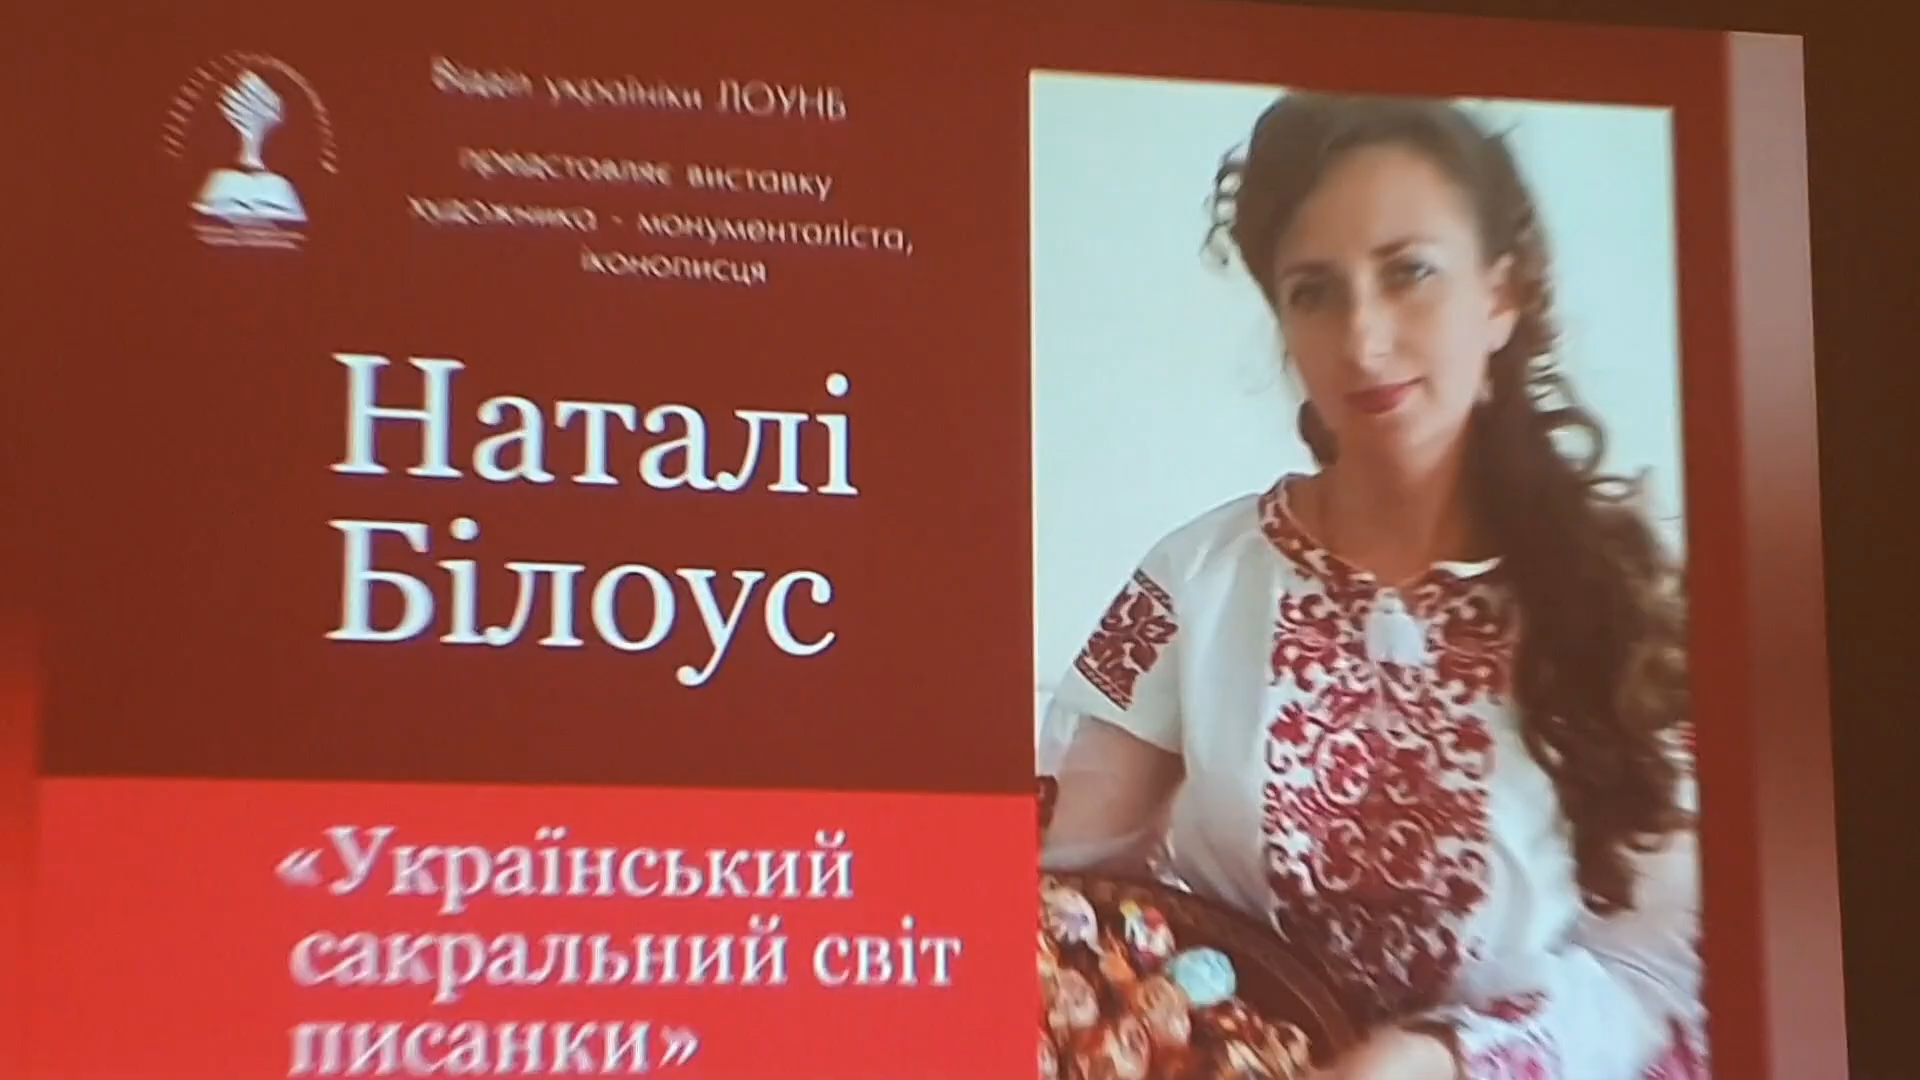 Відділ україніки ЛОУНБ
представляє виставку
художника - монументаліста,
іконописця
Наталі
Білоус
«Український
сакральний світ
писанки»